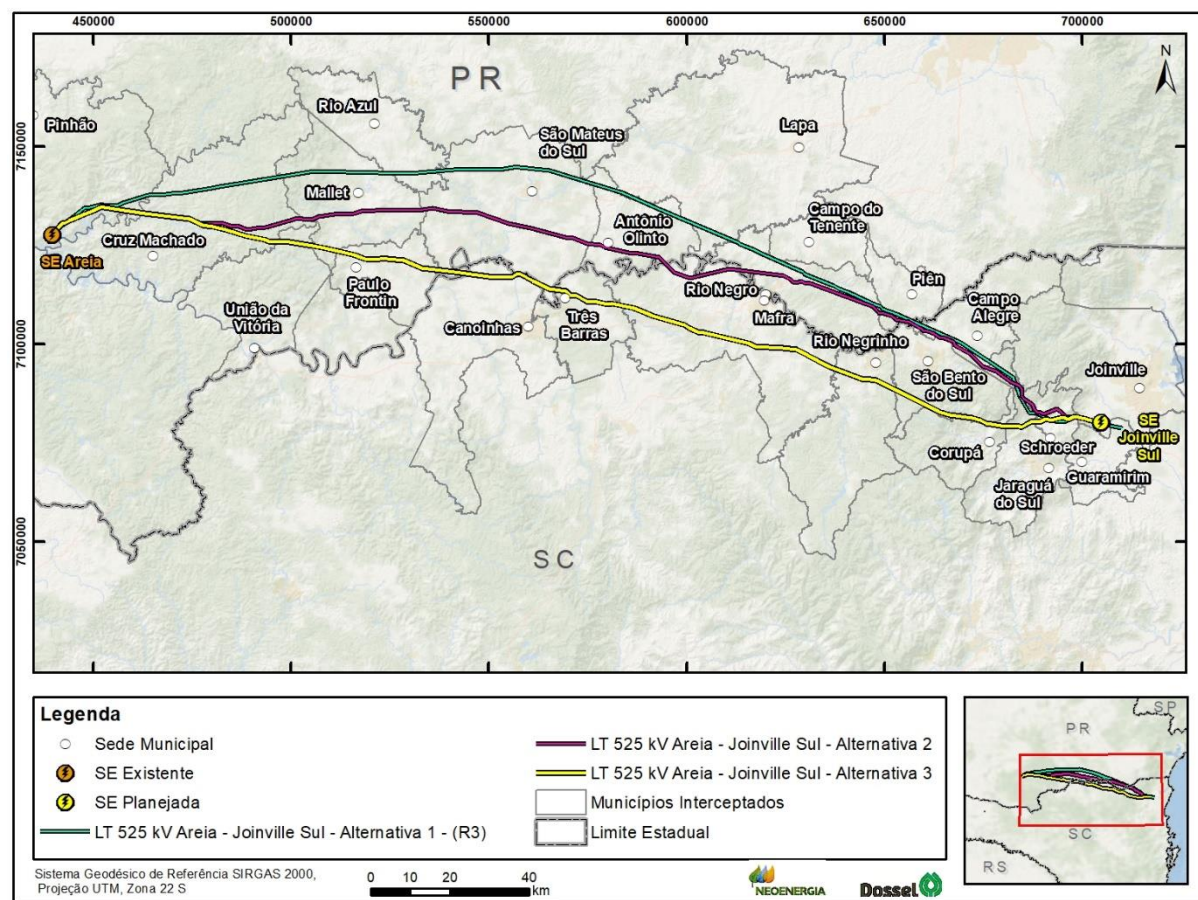 450000
500000
550000
600000
650000
700000
7150000
7100000
7050000
PR
N
Rio Azul
Pinhão
São Mateus
do Sul
Lapa
Mallet
Antônio
Olinto
Campo do
Tenente
Cruz Machado
SE Areia
Piên
Campo
Alegre
Paulo
Frontin
Rio Negro
Mafra
União da
Vitória
Canoinhas
Três
Barras
Rio Negrinho
São Bento
do Sul
Joinville
SE
Joinville
Sul
Corupá
Schroeder
Guaramirim
Jaraguá
do Sul
SC
Legenda
Sede Municipal
SE Existente
SE Planejada
LT 525 kV Areia - Joinville Sul - Alternativa 1 - (R3)
LT 525 kV Areia - Joinville Sul - Alternativa 2
LT 525 kV Areia - Joinville Sul - Alternativa 3
Municípios Interceptados
Limite Estadual
SP
PR
SC
RS
Sistema Geodésico de Referência SIRGAS 2000,
Projeção UTM, Zona 22 S
0 10 20 40
km
NEOENERGIA
Dossel